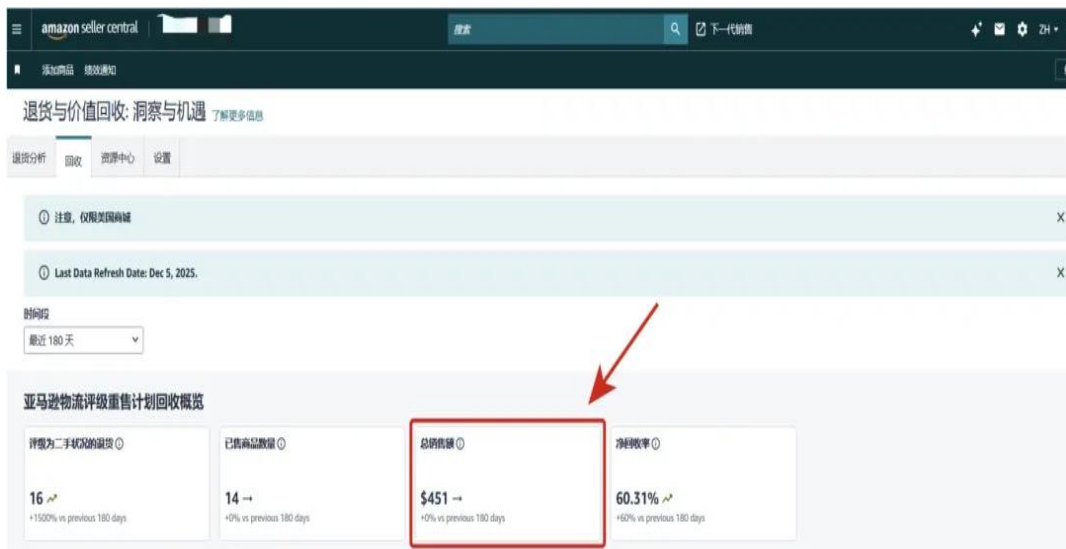 amazon seller central
搜索
下一代销售
ZH
添加商品 绩效通知
退货与价值回收: 洞察与机遇 了解更多信息
退货分析 回收 资源中心 设置
注意，仅限美国商城
X
Last Data Refresh Date: Dec 5, 2025.
X
时间段
最近 180 天
亚马逊物流评级重售计划回收概览
评级为二手状况的退货
16
+1500% vs previous 180 days
已售商品数量
14
+0% vs previous 180 days
总销售额
$451
+0% vs previous 180 days
净回收率
60.31%
+60% vs previous 180 days